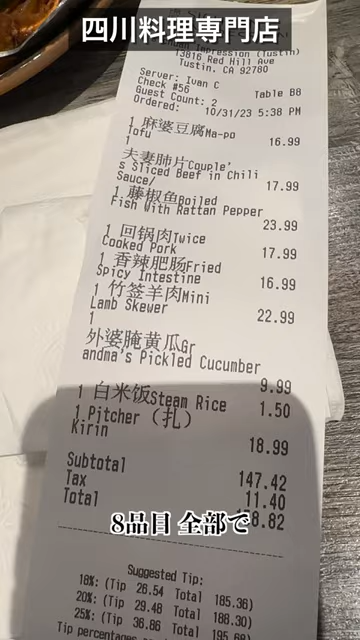 四川料理専門店
Impression (Tustin)
13816 Red Hill Ave
Tustin, CA 92780
Server: Ivan C
Check #56
Table B8
Guest Count: 2
Ordered: 10/31/23 5:38 PM
1 麻婆豆腐Ma-po
Tofu 16.99
1
夫妻肺片Couple'
s Sliced Beef in Chili
Sauce/ 17.99
1 藤椒鱼Boiled
Fish With Rattan Pepper
23.99
1 回锅肉Twice
Cooked Pork 17.99
1 香辣肥肠Fried
Spicy Intestine 16.99
1 竹签羊肉Mini
Lamb Skewer 22.99
1
外婆腌黄瓜Gr
andma's Pickled Cucumber
9.99
1 白米饭Steam Rice 1.50
1 Pitcher (扎)
Kirin 18.99
Subtotal 147.42
Tax 11.40
Total 8.82
8品目 全部で
Suggested Tip:
18%: (Tip 26.54 Total 185.36)
20%: (Tip 29.48 Total 188.30)
25%: (Tip 36.86 Total 195.68)
Tip percentages